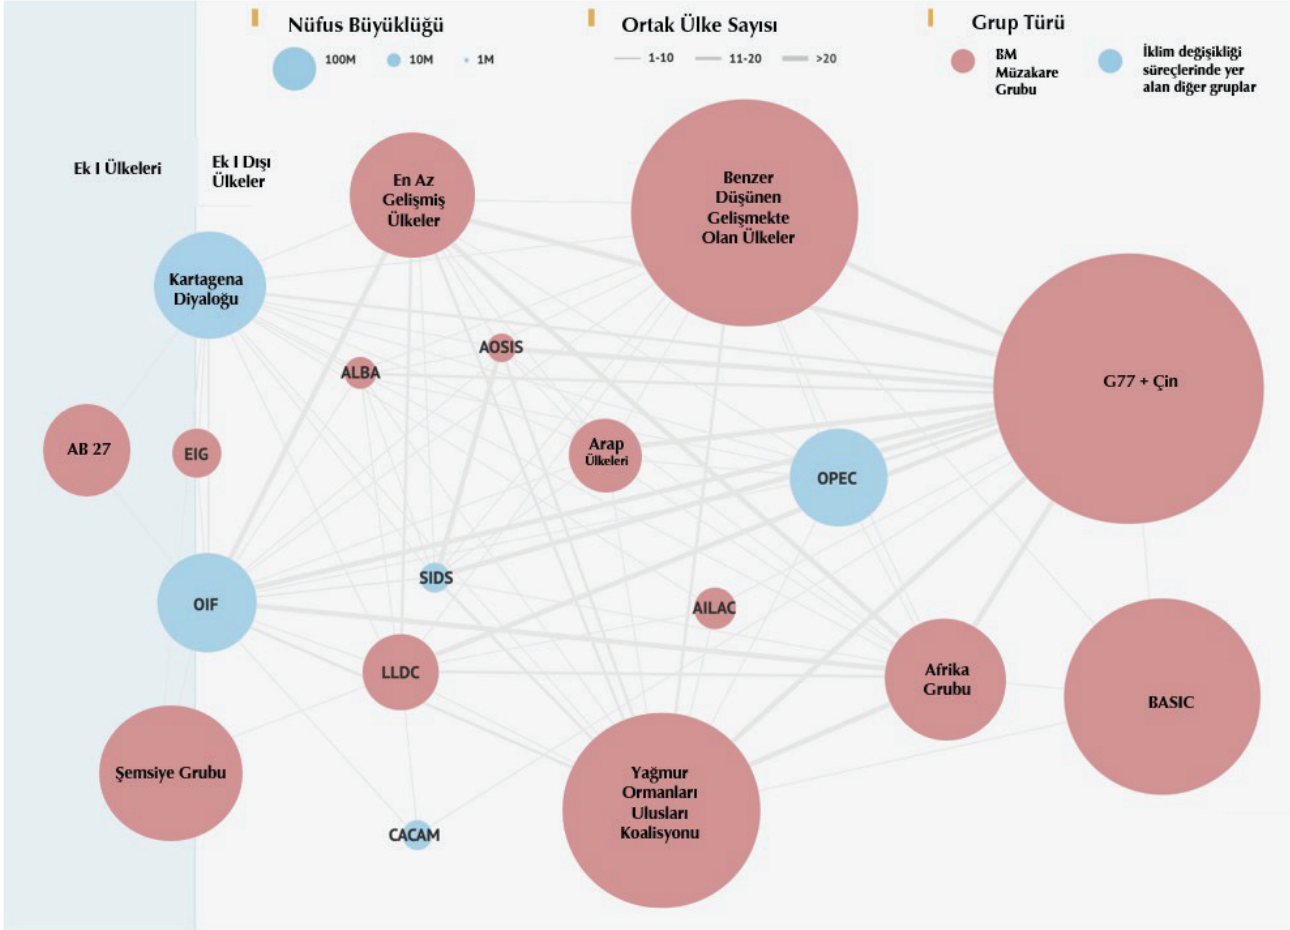 Nüfus Büyüklüğü
100M
10M
1M
Ortak Ülke Sayısı
1-10
11-20
>20
Grup Türü
BM
Müzakare
Grubu
İklim değişikliği
süreçlerinde yer
alan diğer gruplar
Ek I Ülkeleri
Ek I Dışı
Ülkeler
En Az
Gelişmiş
Ülkeler
Benzer
Düşünen
Gelişmekte
Olan Ülkeler
Kartagena
Diyaloğu
G77 + Çin
AOSIS
ALBA
AB 27
EIG
Arap
Ülkeleri
OPEC
SIDS
OIF
AILAC
LLDC
Afrika
Grubu
BASIC
Şemsiye Grubu
Yağmur
Ormanları
Ulusları
Koalisyonu
CACAM